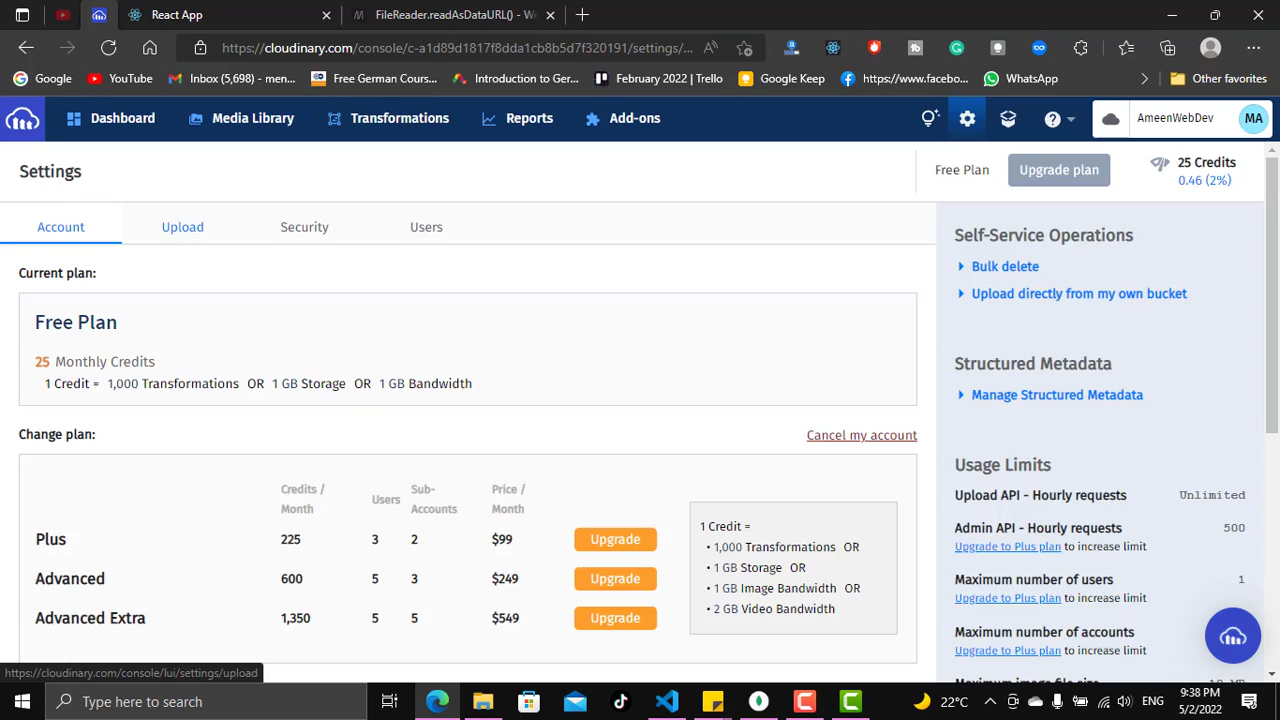 React App
FileReader.readAsDataURL() - We
https://www.cloudinary.com/console/c-a1d89d1817f8dda1cb8b5d7f320191/settings/...
Google
YouTube
Inbox (5,698) - men...
Free German Cours...
Introduction to Ger...
February 2022 | Trello
Google Keep
https://www.facebo...
WhatsApp
Other favorites
Dashboard
Media Library
Transformations
Reports
Add-ons
AmeenWebDev
MA
Settings
Free Plan
Upgrade plan
25 Credits
0.46 (2%)
Account
Upload
Security
Users
Current plan:
Free Plan
25 Monthly Credits
1 Credit = 1,000 Transformations OR 1 GB Storage OR 1 GB Bandwidth
Change plan:
Cancel my account
Credits / Month
Users
Sub-Accounts
Price / Month
Plus 225 3 2 $99 Upgrade
Advanced 600 5 3 $249 Upgrade
Advanced Extra 1,350 5 5 $549 Upgrade
1 Credit =
• 1,000 Transformations OR
• 1 GB Storage OR
• 1 GB Image Bandwidth OR
• 2 GB Video Bandwidth
Self-Service Operations
Bulk delete
Upload directly from my own bucket
Structured Metadata
Manage Structured Metadata
Usage Limits
Upload API - Hourly requests Unlimited
Admin API - Hourly requests 500
Upgrade to Plus plan to increase limit
Maximum number of users 1
Upgrade to Plus plan to increase limit
Maximum number of accounts
Upgrade to Plus plan to increase limit
https://cloudinary.com/console/lui/settings/upload
Type here to search
22°C
ENG
9:38 PM
5/2/2022